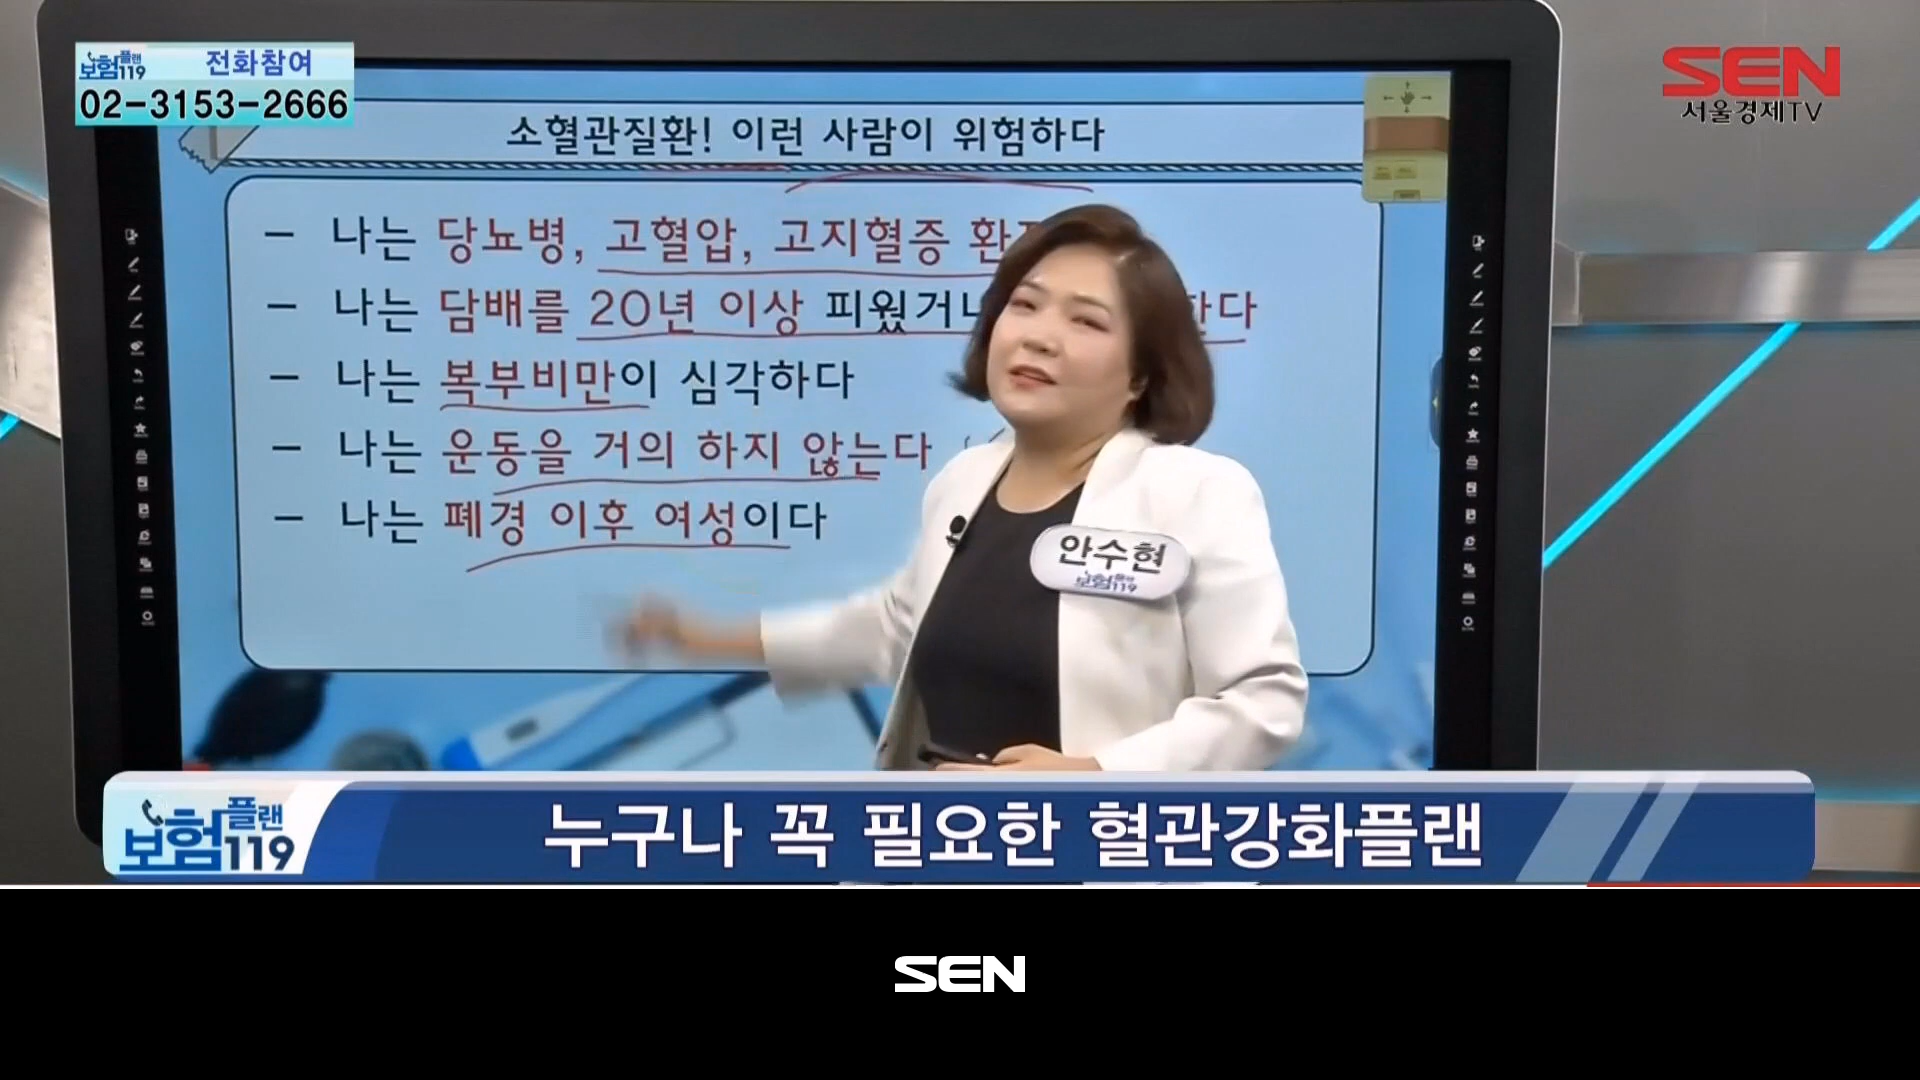 보험플랜119 전화참여
02-3153-2666
SEN
서울경제TV
소혈관질환! 이런 사람이 위험하다
- 나는 당뇨병, 고혈압, 고지혈증
- 나는 담배를 20년 이상 피웠거나
- 나는 복부비만이 심각하다
- 나는 운동을 거의 하지 않는다
- 나는 폐경 이후 여성이다
안수현
보험플랜119
보험플랜119 누구나 꼭 필요한 혈관강화플랜
SEN